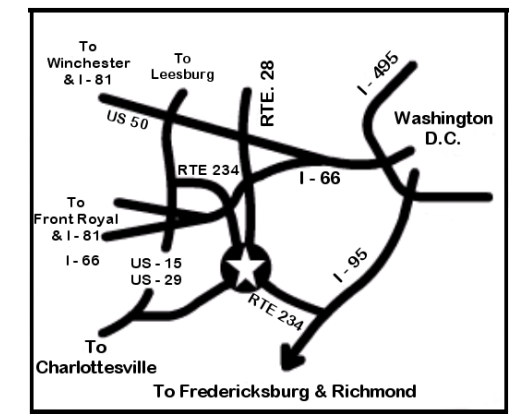 To
Winchester
& I - 81
To
Leesburg
RTE. 28
I - 495
US 50
Washington
D.C.
RTE 234
I - 66
To
Front Royal
& I - 81
I - 66
US - 15
US - 29
I - 95
RTE 234
To
Charlottesville
To Fredericksburg & Richmond